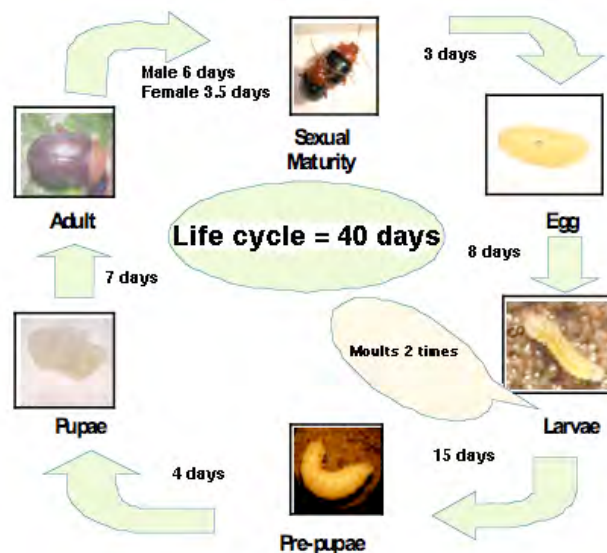 Male 6 days
Female 3.5 days
3 days
Sexual
Maturity
Adult
Egg
Life cycle = 40 days
7 days
8 days
Moults 2 times
Pupae
Larvae
4 days
15 days
Pre-pupae